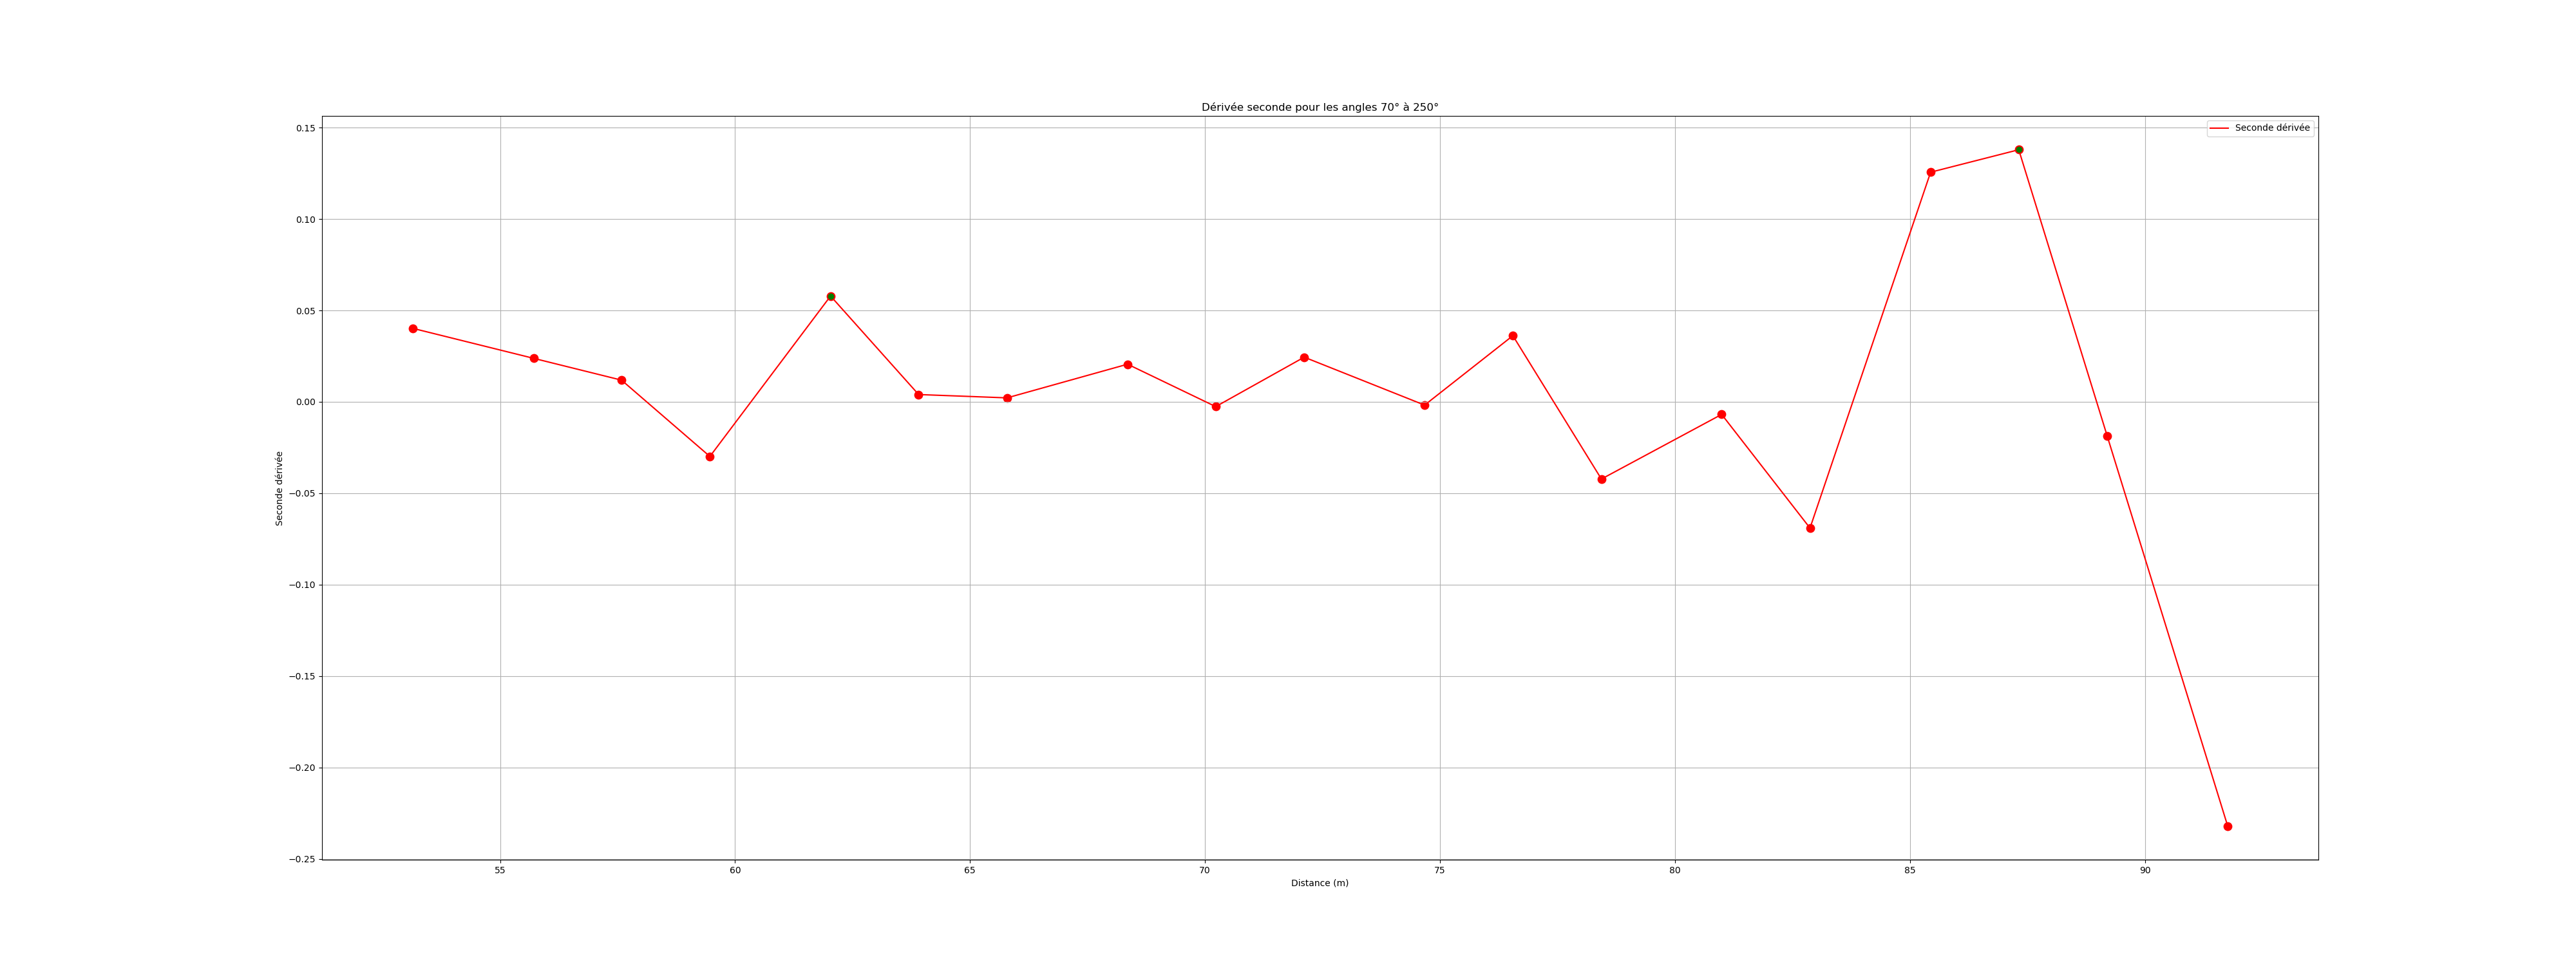 Dérivée seconde pour les angles 70° à 250°
Seconde dérivée
0.15
0.10
0.05
0.00
−0.05
−0.10
−0.15
−0.20
−0.25
Seconde dérivée
55 60 65 70 75 80 85 90
Distance (m)